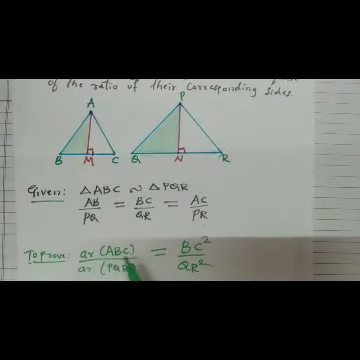 of the ratio of their corresponding sides.
A
P
B M C Q N R
Given: △ABC ~ △PQR
AB/PQ = BC/QR = AC/PR
To prove: ar (ABC)/ar (PQR) = BC²/QR²